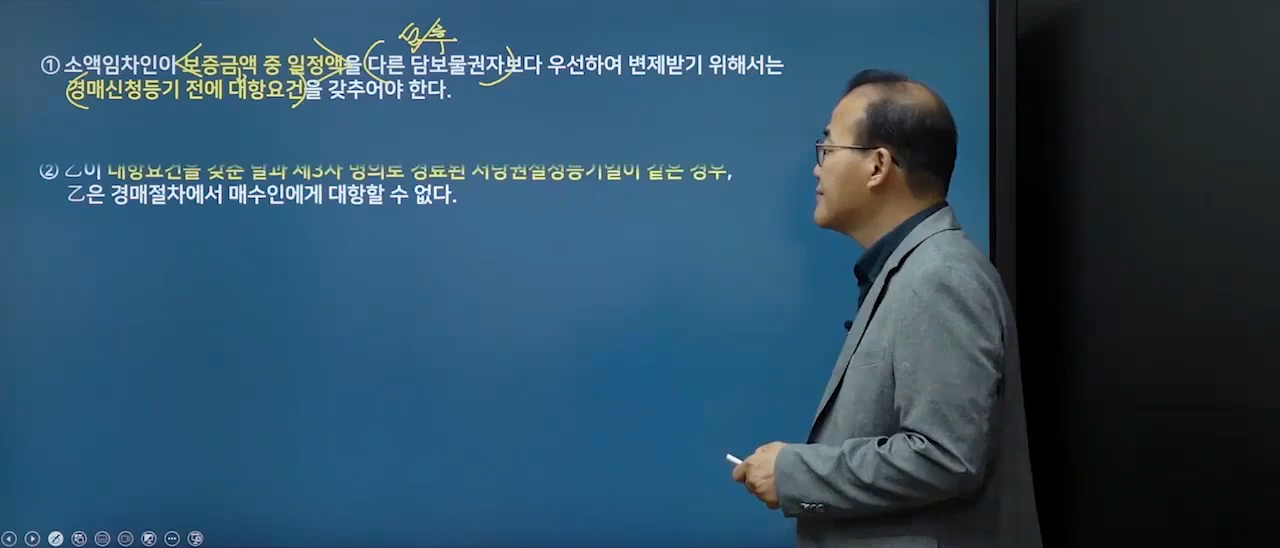 ① 소액임차인이 보증금액 중 일정액을 다른 담보물권자보다 우선하여 변제받기 위해서는
경매신청등기 전에 대항요건을 갖추어야 한다.
② 乙이 대항요건을 갖춘 날과 제3자 명의로 경료된 저당권설정등기일이 같은 경우,
乙은 경매절차에서 매수인에게 대항할 수 없다.